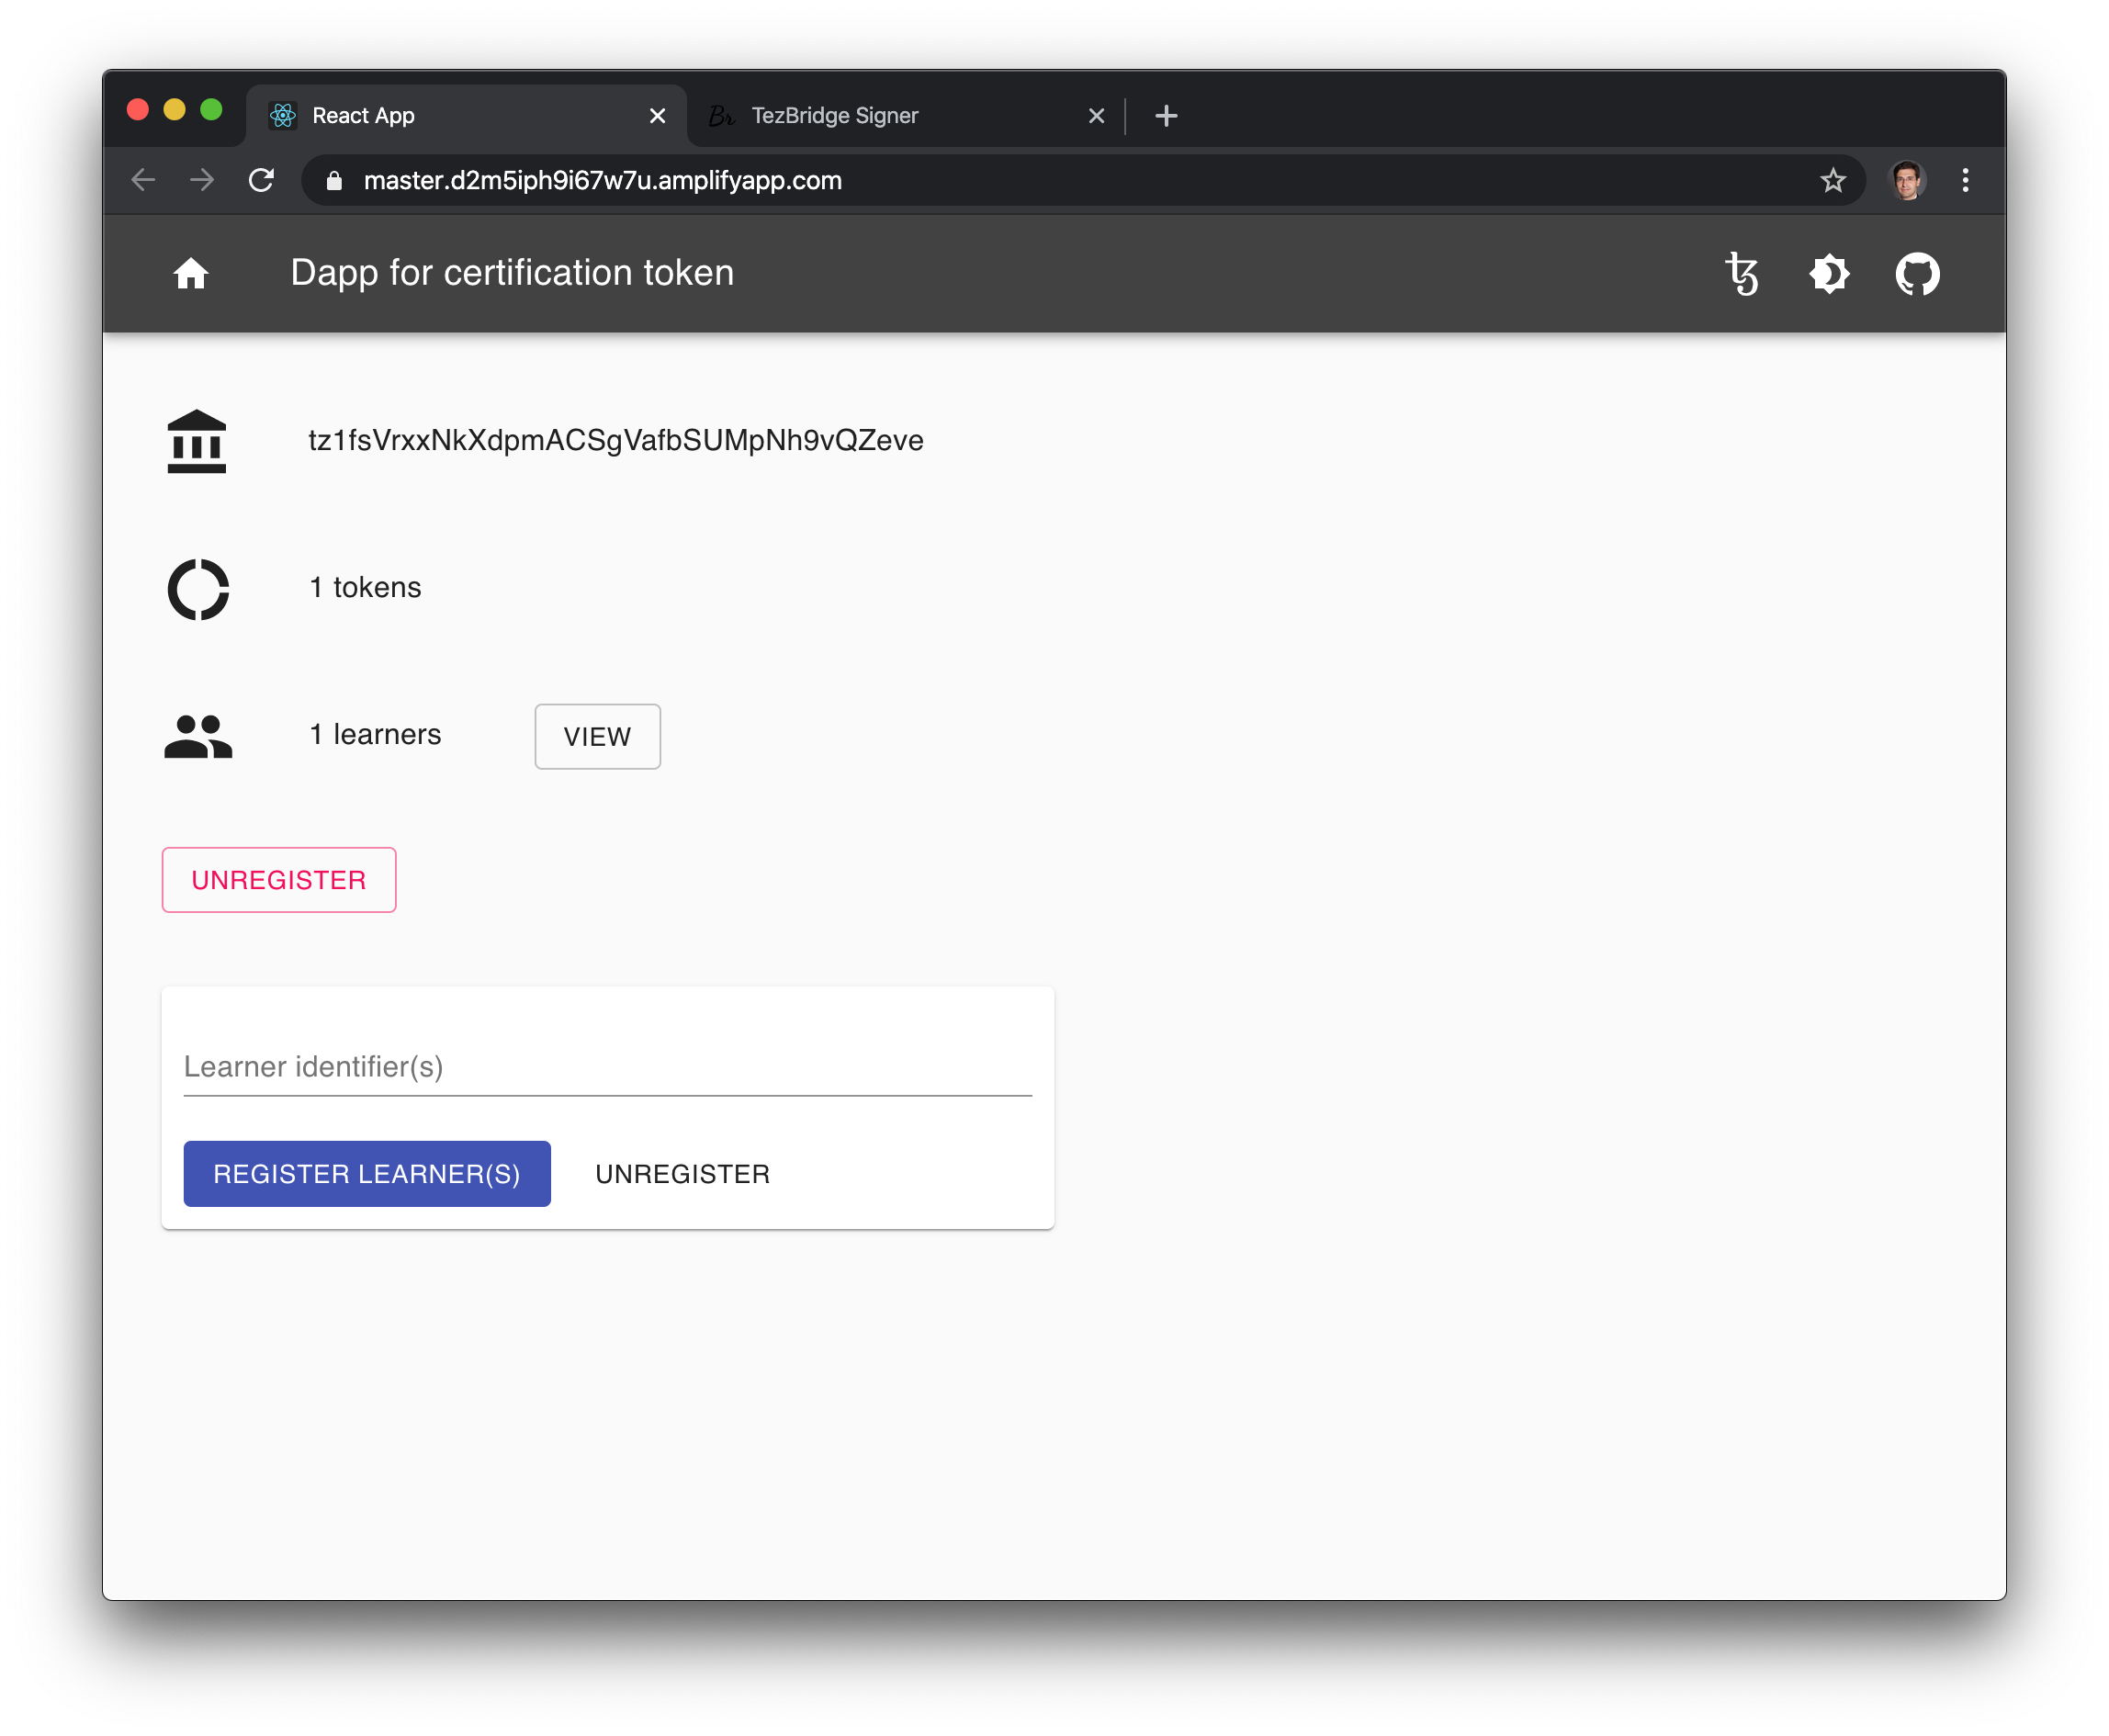 React App
Br TezBridge Signer
master.d2m5iph9i67w7u.amplifyapp.com
Dapp for certification token
tz1fsVrxxNkXdpmACSgVafbSUMpNh9vQZeve
1 tokens
1 learners VIEW
UNREGISTER
Learner identifier(s)
REGISTER LEARNER(S) UNREGISTER